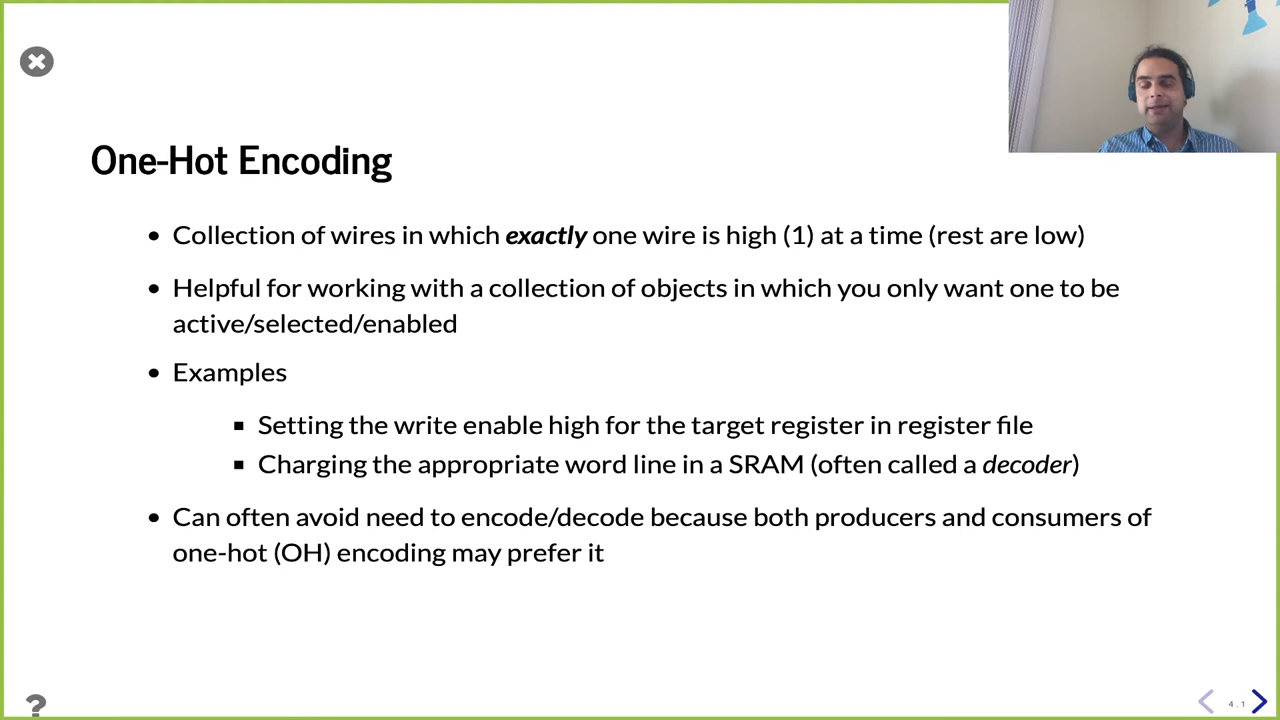 One-Hot Encoding
Collection of wires in which exactly one wire is high (1) at a time (rest are low)
Helpful for working with a collection of objects in which you only want one to be
active/selected/enabled
Examples
Setting the write enable high for the target register in register file
Charging the appropriate word line in a SRAM (often called a decoder)
Can often avoid need to encode/decode because both producers and consumers of
one-hot (OH) encoding may prefer it
?
4.1